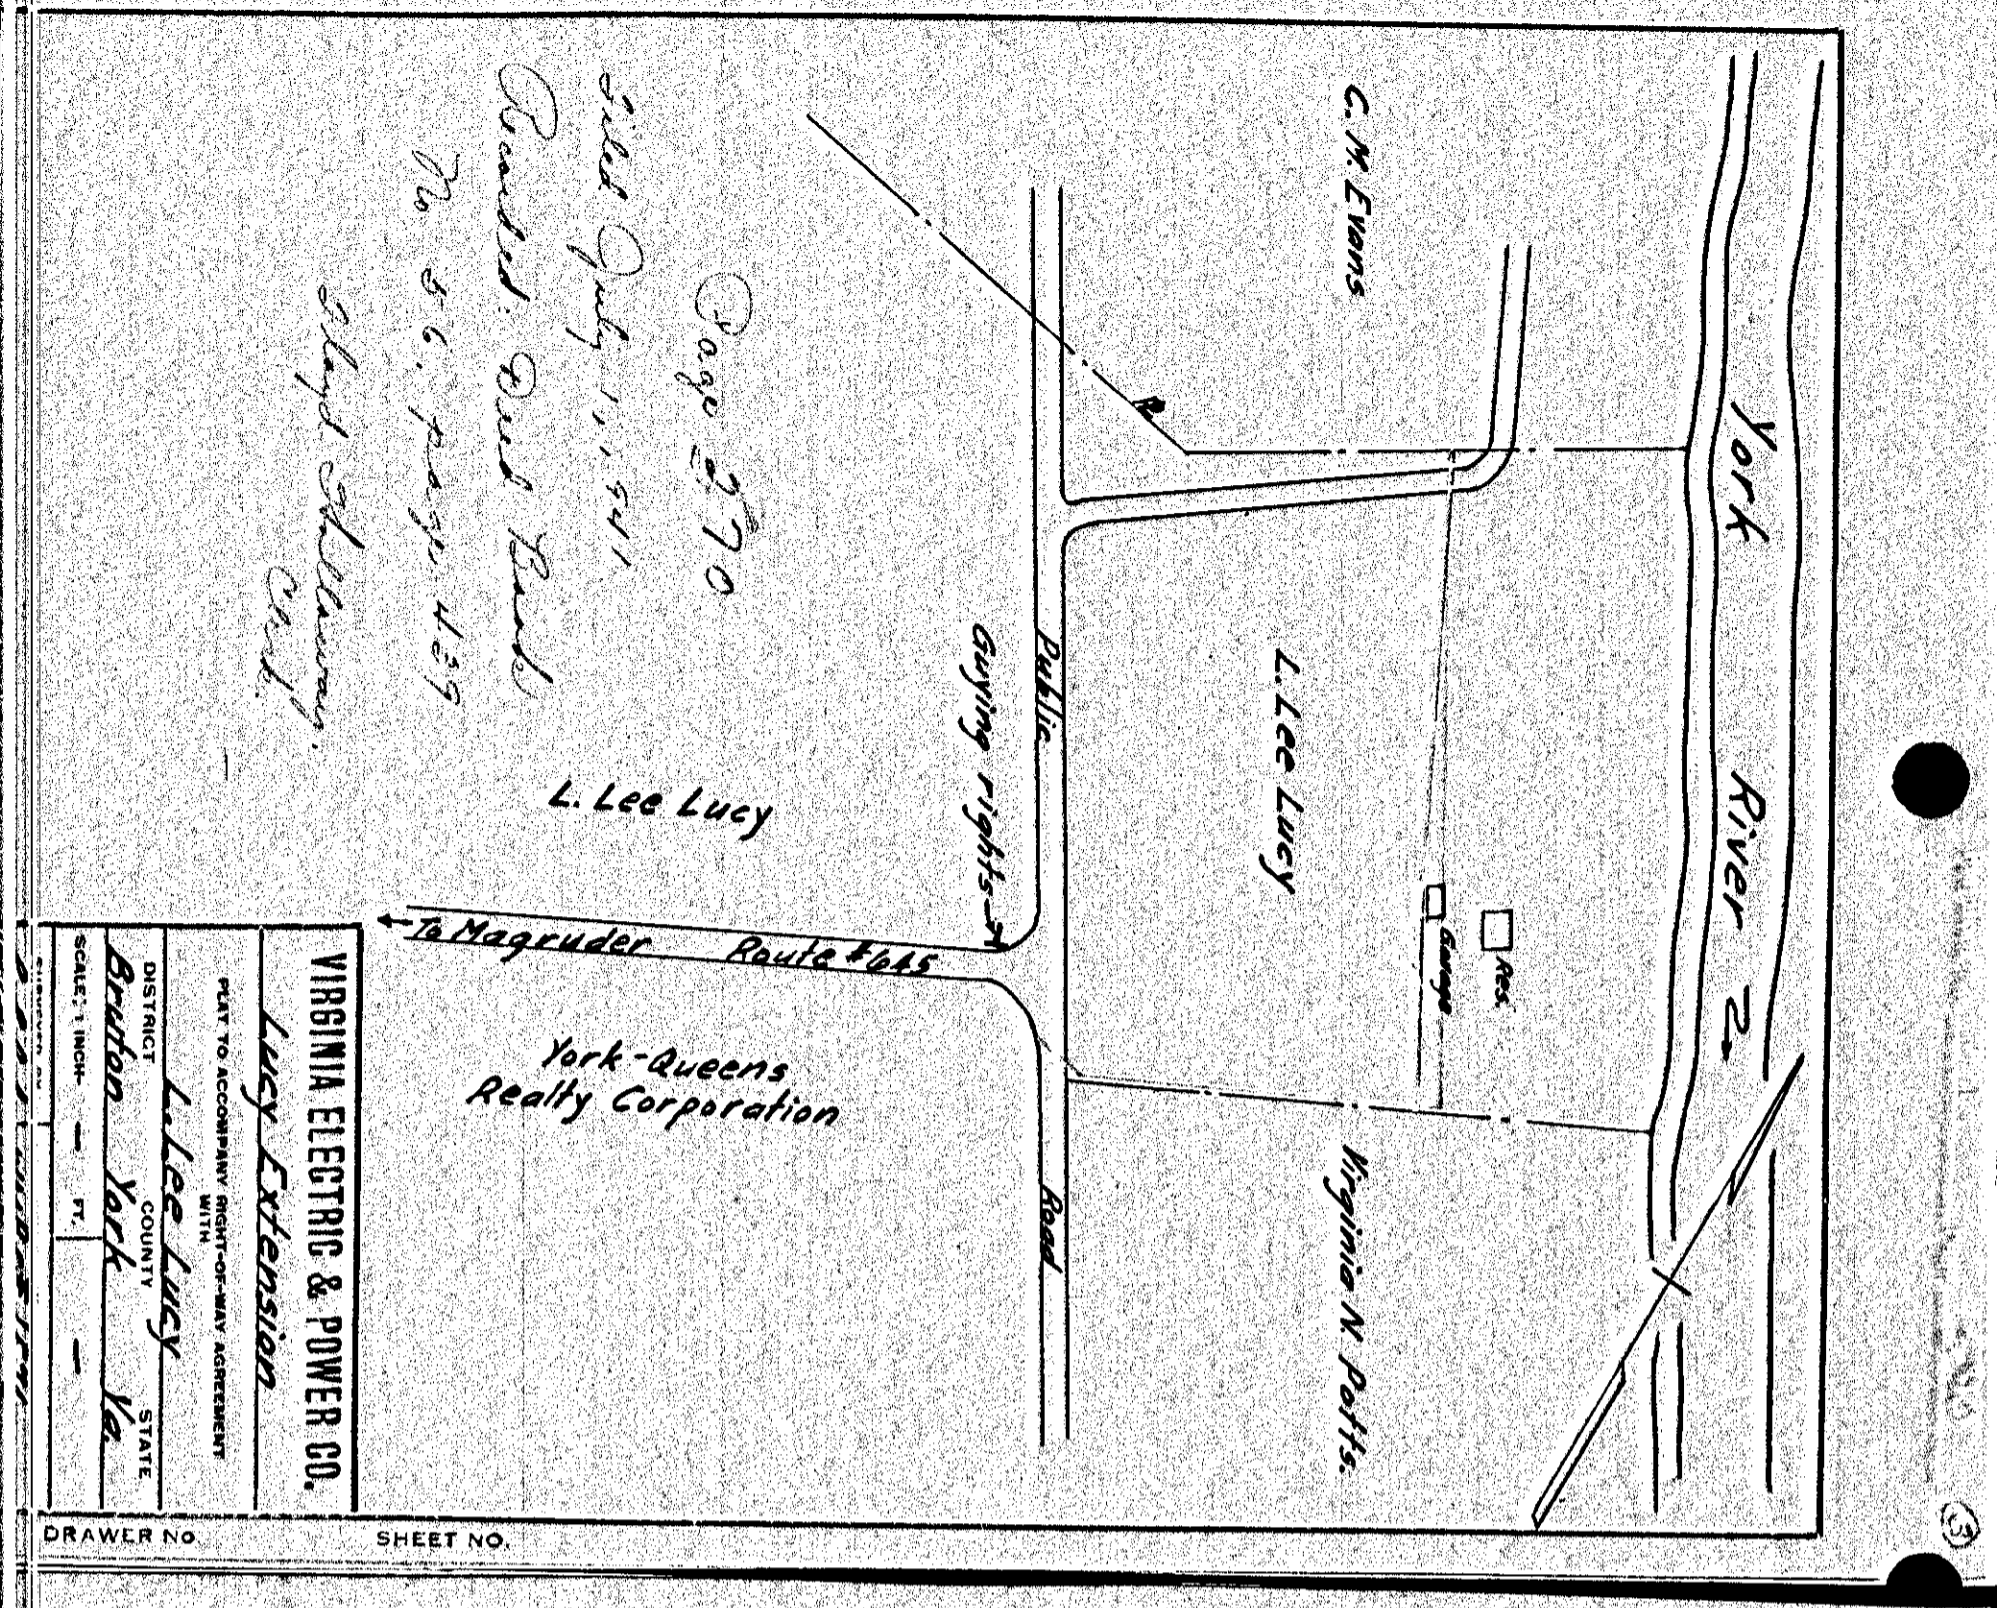 York River
C. M. Evans
L. Lee Lucy
Res.
Garage
Virginia N. Potts.
Public Road
Guying rights
Page 270
Filed July 1, 1941
Recorded: Deed Book
No 56, page 429
Floyd Holloway,
Clerk.
L. Lee Lucy
To Magruder Route #645
York-Queens
Realty Corporation
VIRGINIA ELECTRIC & POWER CO.
Lucy Extension
PLAT TO ACCOMPANY RIGHT-OF-WAY AGREEMENT
WITH
L. Lee Lucy
DISTRICT COUNTY STATE
Bruton York Va.
SCALE: 1 INCH — FT. —
DRAWER NO.
SHEET NO.
3